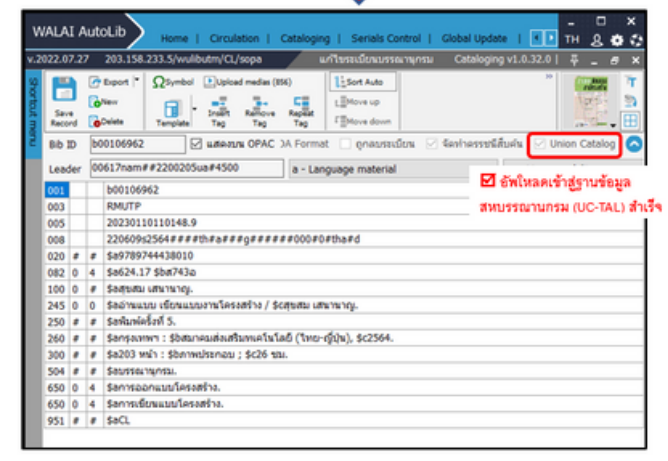 WALAI AutoLib
Home | Circulation | Cataloging | Serials Control | Global Update | TH
v.2022.07.27 203.158.233.5/wulibutm/CL/sopa แก้ไขระเบียนบรรณานุกรม Cataloging v1.0.32.0 |
Shortcut menu
Save Record
Export
New
Delete
Symbol Upload medias (856)
Template
Insert Tag
Remove Tag
Repeat Tag
Sort Auto
Move up
Move down
Bib ID b00106962 แสดงบน OPAC DA Format ถูกลบระเบียน จัดทำดรรชนีสืบค้น Union Catalog
Leader 00617nam##2200205ua#4500 a - Language material
อัพโหลดเข้าสู่ฐานข้อมูล
สหบรรณานุกรม (UC-TAL) สำเร็จ
001 b00106962
003 RMUTP
005 20230110110148.9
008 220609s2564####th#a###g######000#0#tha#d
020 # # $a9789744438010
082 0 4 $a624.17 $bส743อ
100 0 # $aสุขสม เสนานาญ.
245 0 0 $aอ่านแบบ เขียนแบบงานโครงสร้าง / $cสุขสม เสนานาญ.
250 # # $aพิมพ์ครั้งที่ 5.
260 # # $aกรุงเทพฯ : $bสมาคมส่งเสริมเทคโนโลยี (ไทย-ญี่ปุ่น), $c2564.
300 # # $a203 หน้า : $bภาพประกอบ ; $c26 ซม.
504 # # $aบรรณานุกรม.
650 0 4 $aการออกแบบโครงสร้าง.
650 0 4 $aการเขียนแบบโครงสร้าง.
951 # # $aCL